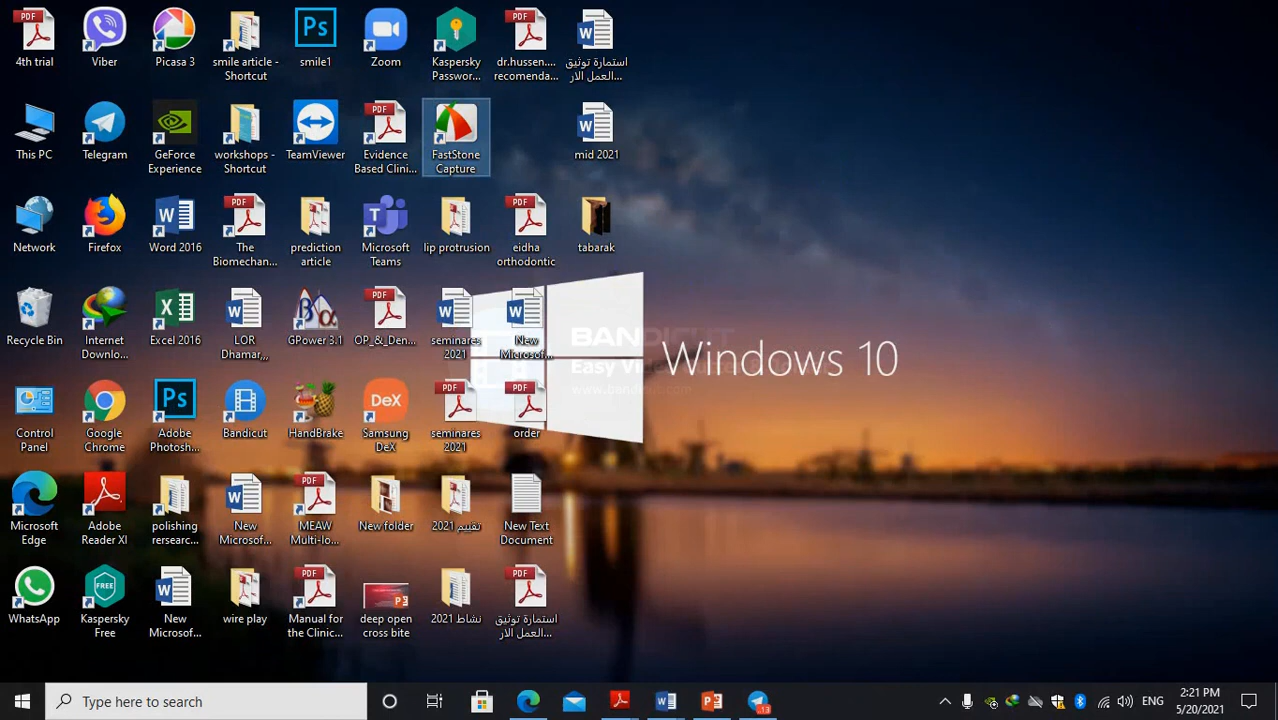 4th trial
Viber
Picasa 3
smile article -
Shortcut
smile1
Zoom
Kaspersky
Passwor...
dr.hussen....
recomenda...
استمارة توثيق
العمل الار...
This PC
Telegram
GeForce
Experience
workshops -
Shortcut
TeamViewer
Evidence
Based Clini...
FastStone
Capture
mid 2021
Network
Firefox
Word 2016
The
Biomechan...
prediction
article
Microsoft
Teams
lip protrusion
eidha
orthodontic
tabarak
Recycle Bin
Internet
Downlo...
Excel 2016
LOR
Dhamar,,,
GPower 3.1
OP_&_Den...
seminares
2021
New
Microsof...
BANDICUT
Easy Vi
www.bandicut.com
Windows 10
Control
Panel
Google
Chrome
Adobe
Photosh...
Bandicut
HandBrake
Samsung
DeX
seminares
2021
order
Microsoft
Edge
Adobe
Reader XI
polishing
rersearc...
New
Microsof...
MEAW
Multi-lo...
New folder
تقييم 2021
New Text
Document
WhatsApp
Kaspersky
Free
New
Microsof...
wire play
Manual for
the Clinic...
deep open
cross bite
نشاط 2021
استمارة توثيق
العمل الار...
Type here to search
13
ENG
2:21 PM
5/20/2021